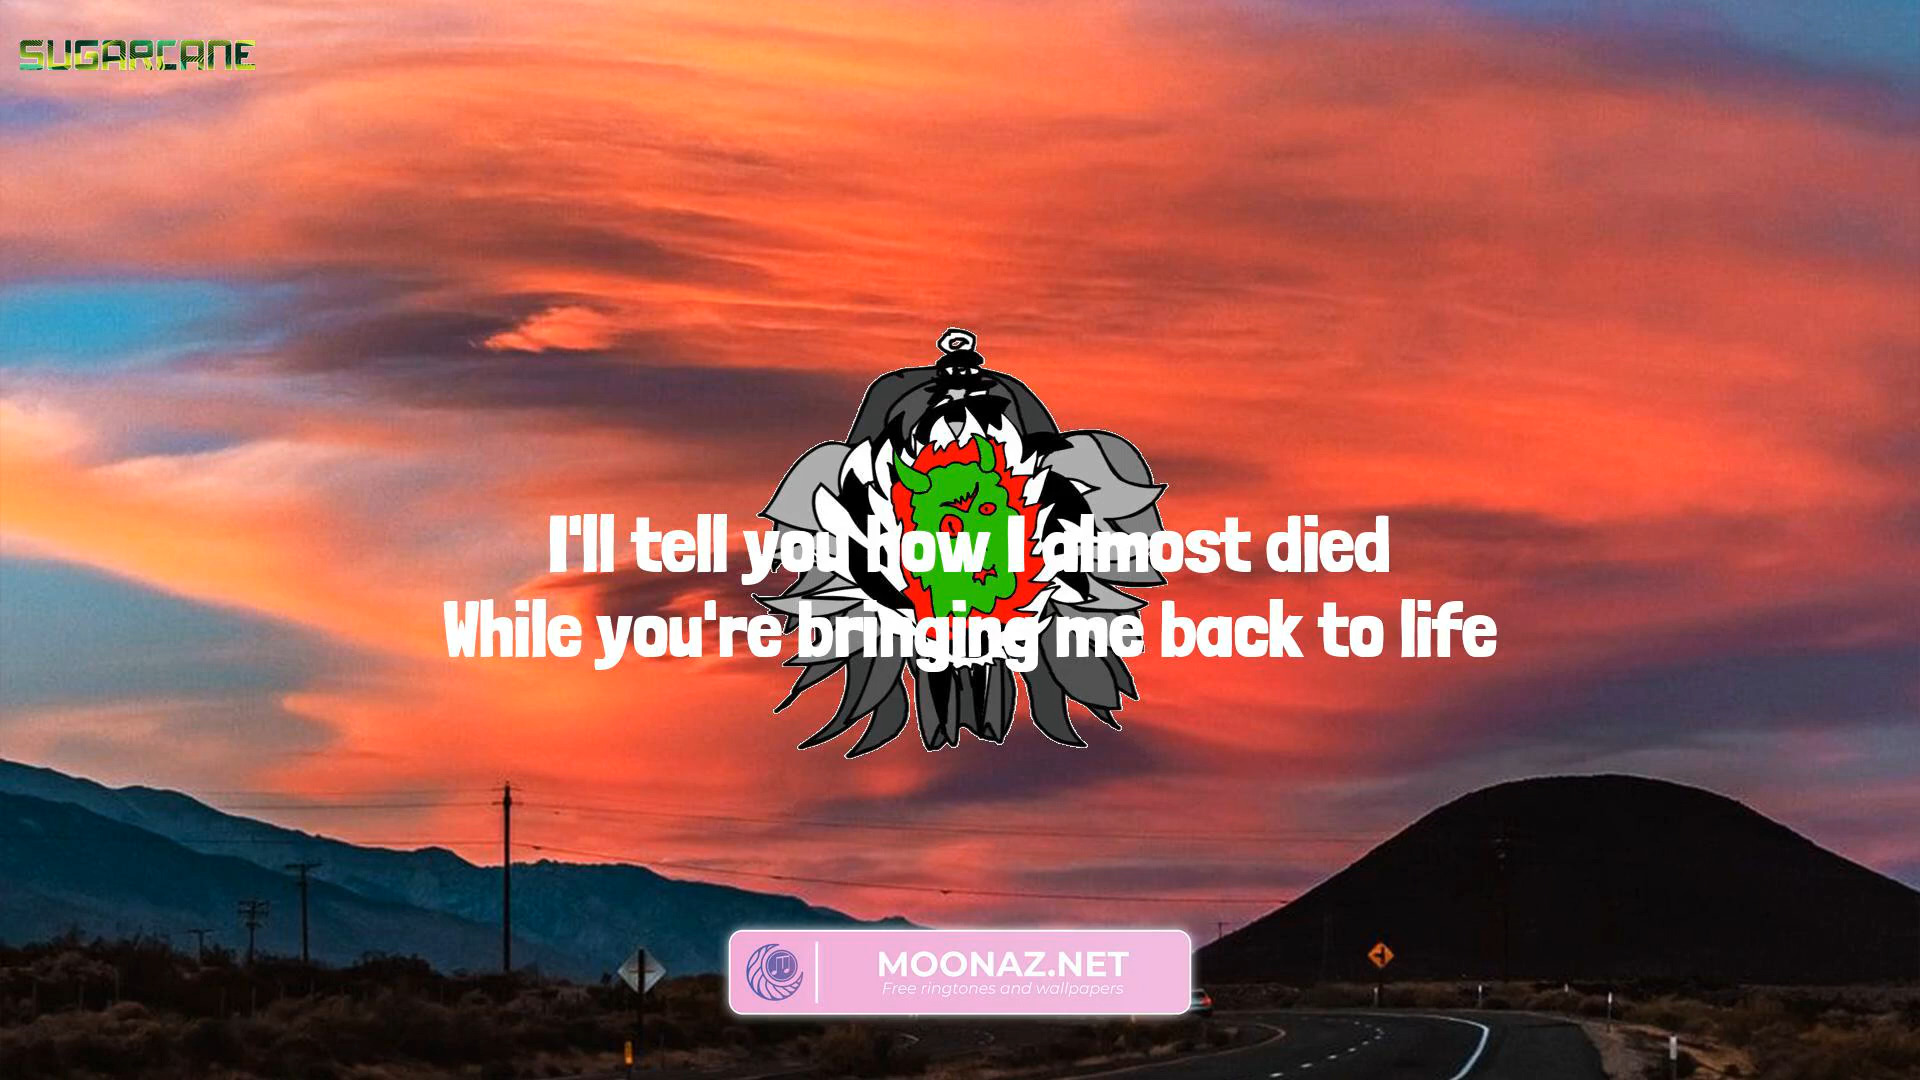 SUGARCANE
I'll tell you how I almost died
While you're bringing me back to life
MOONAZ.NET
Free ringtones and wallpapers